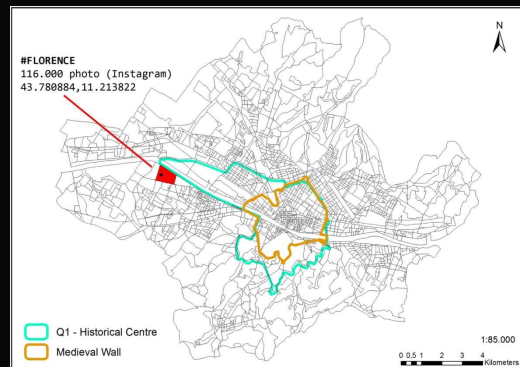 #FLORENCE
116.000 photo (Instagram)
43.780884,11.213822
N
Q1 - Historical Centre
Medieval Wall
1:85.000
0 0,5 1 2 3 4
Kilometers